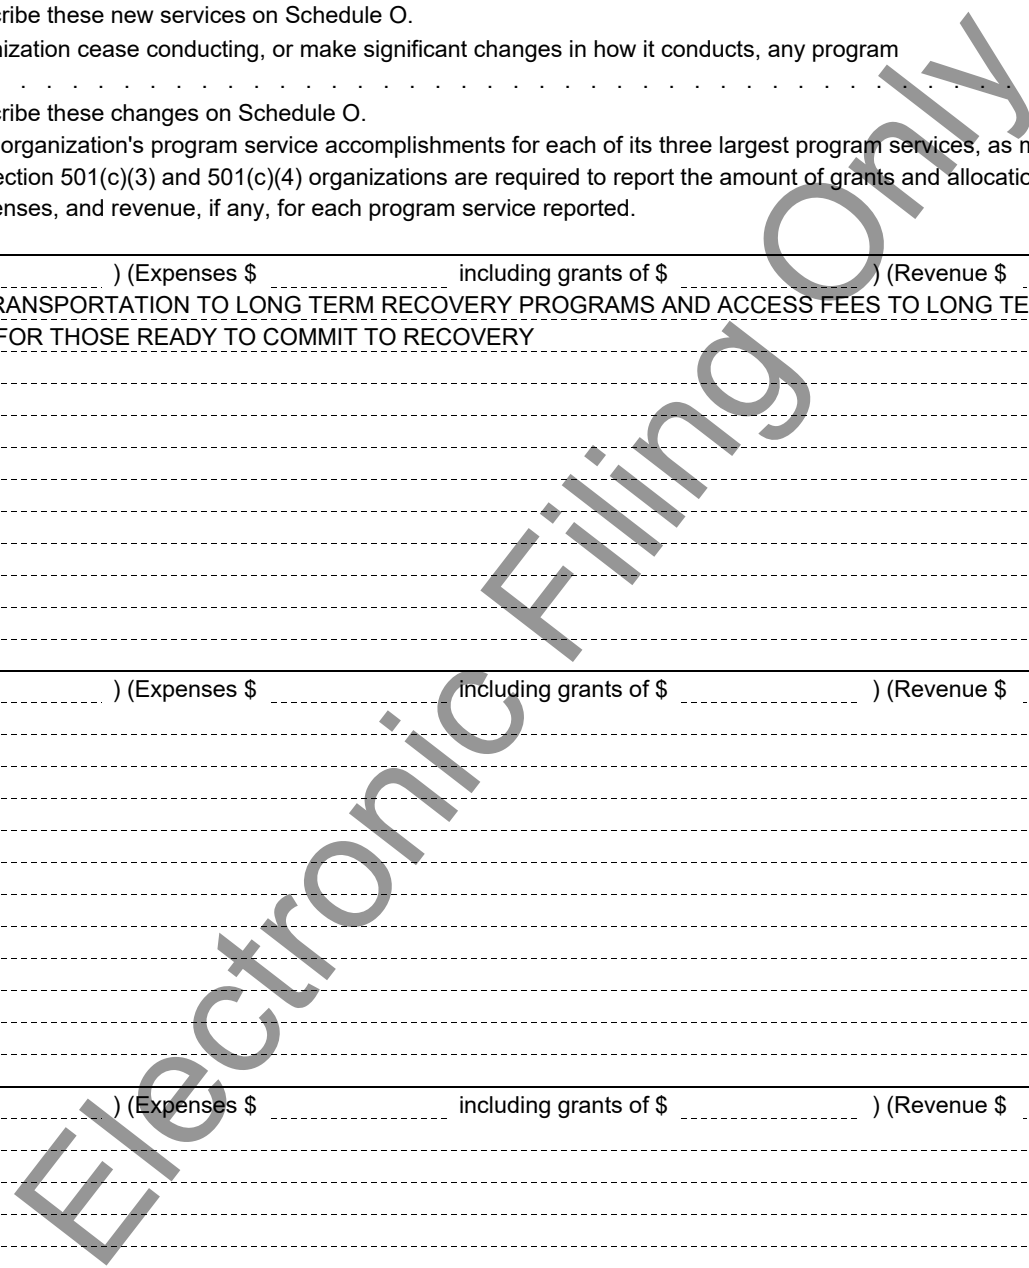 cribe these new services on Schedule O.
nization cease conducting, or make significant changes in how it conducts, any program
. . . . . . . . . . . . . . . . . . . . . . . . . . . . . . . . . . . . . . .
cribe these changes on Schedule O.
organization's program service accomplishments for each of its three largest program services, as m
ection 501(c)(3) and 501(c)(4) organizations are required to report the amount of grants and allocatio
enses, and revenue, if any, for each program service reported.
) (Expenses $ including grants of $ ) (Revenue $
RANSPORTATION TO LONG TERM RECOVERY PROGRAMS AND ACCESS FEES TO LONG TE
FOR THOSE READY TO COMMIT TO RECOVERY
) (Expenses $ including grants of $ ) (Revenue $
) (Expenses $ including grants of $ ) (Revenue $
Electronic Filing Only